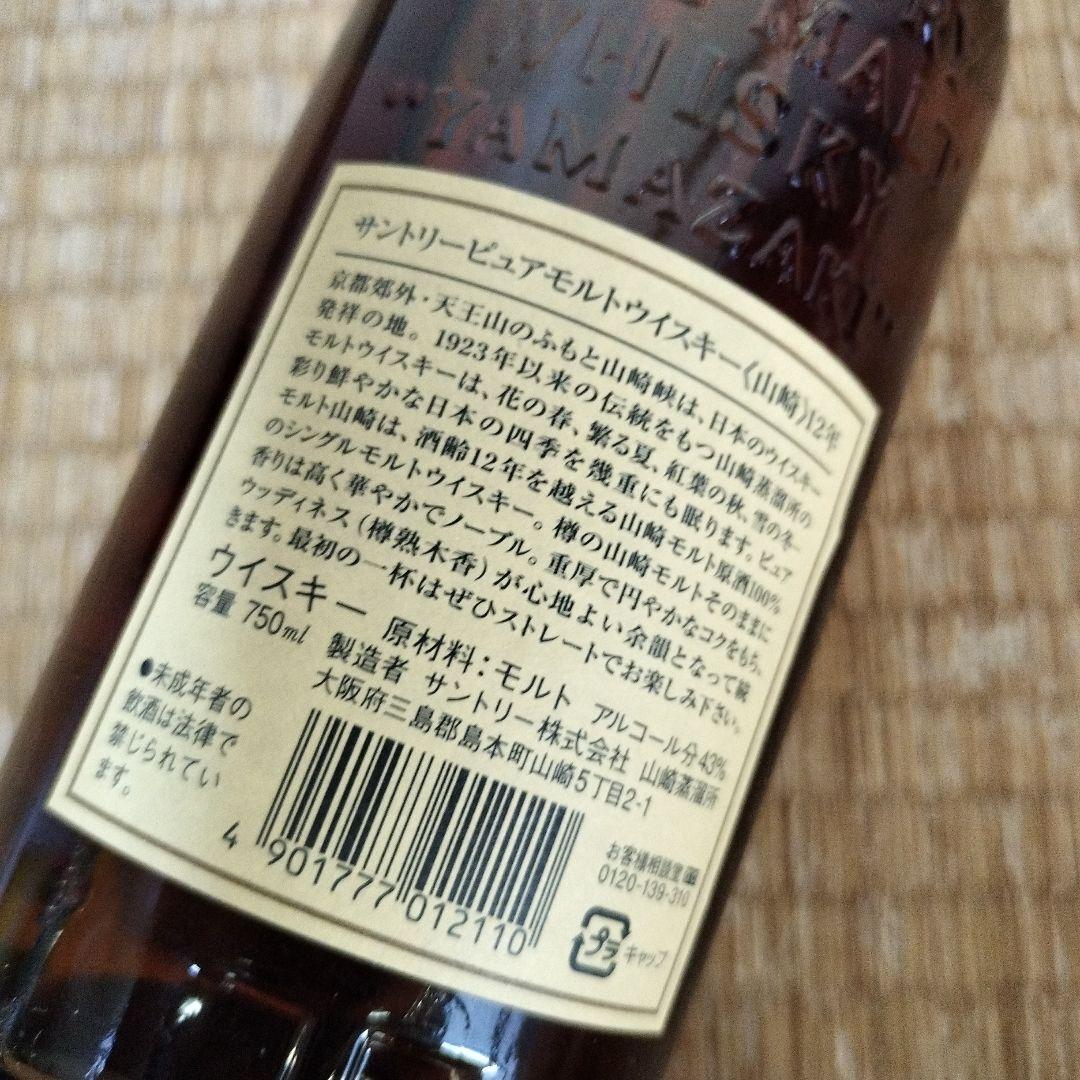 WHISKY
"YAMAZAKI"
サントリーピュアモルトウイスキー〈山崎〉12年
京都郊外・天王山のふもと山崎峡は、日本のウイスキー
発祥の地。1923年以来の伝統をもつ山崎蒸溜所の
モルトウイスキーは、花の春、繁る夏、紅葉の秋、雪の冬―
彩り鮮やかな日本の四季を幾重にも眠ります。ピュア
モルト山崎は、酒齢12年を越える山崎モルト原酒100%
のシングルモルトウイスキー。樽の山崎モルトそのままに
香りは高く華やかでノーブル。重厚で円やかなコクをもち、
ウッディネス（樽熟木香）が心地よい余韻となって続
きます。最初の一杯はぜひストレートでお楽しみ下さい。
ウイスキー 原材料：モルト アルコール分43%
容量 750ml 製造者 サントリー株式会社 山崎蒸溜所
大阪府三島郡島本町山崎5丁目2-1
●未成年者の
飲酒は法律で
禁じられてい
ます。
4 901777 012110
お客様相談室
0120-139-310
プラ キャップ